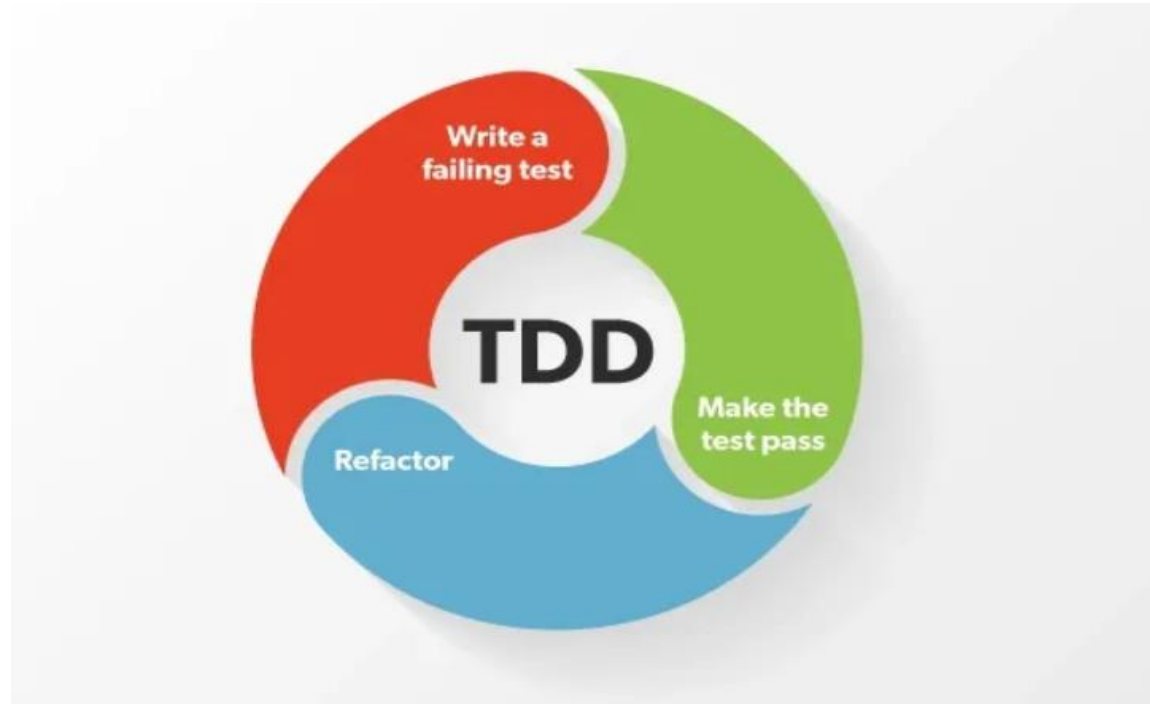 Write a
failing test
TDD
Make the
test pass
Refactor